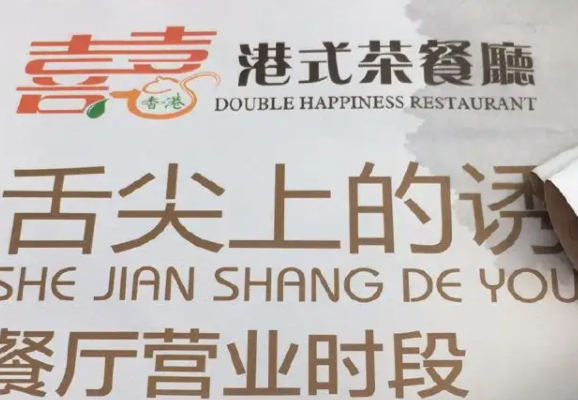 囍 香港 港式茶餐廳
DOUBLE HAPPINESS RESTAURANT
舌尖上的诱
SHE JIAN SHANG DE YOU
餐厅营业时段